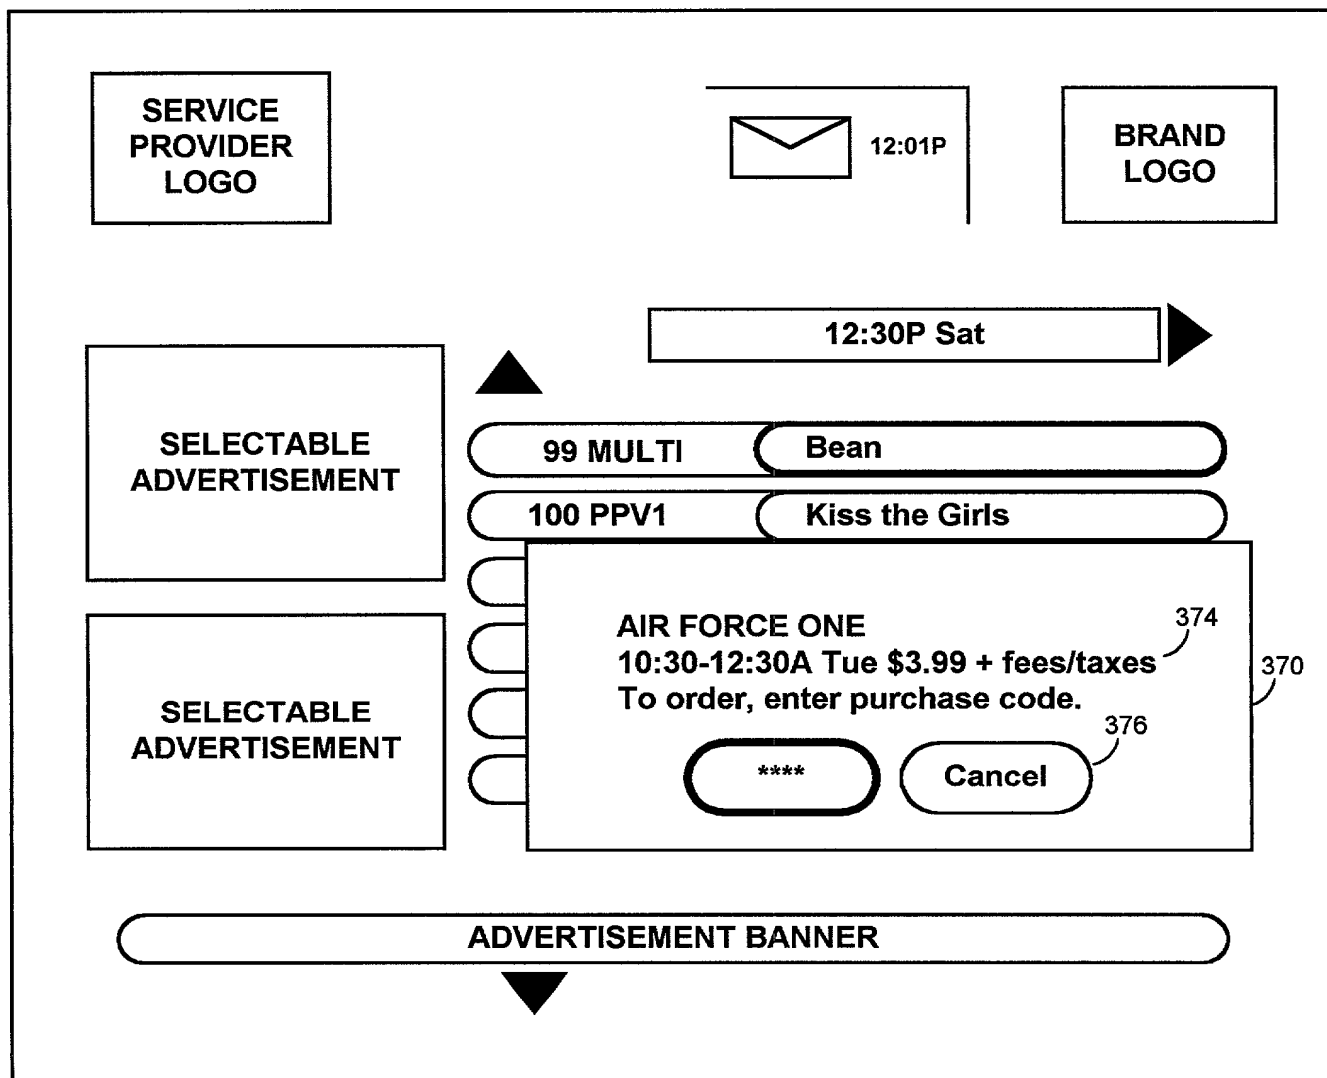 SERVICE
PROVIDER
LOGO
12:01P
BRAND
LOGO
12:30P Sat
SELECTABLE
ADVERTISEMENT
99 MULTI Bean
100 PPV1 Kiss the Girls
SELECTABLE
ADVERTISEMENT
AIR FORCE ONE
10:30-12:30A Tue $3.99 + fees/taxes
To order, enter purchase code.
**** Cancel
374
370
376
ADVERTISEMENT BANNER